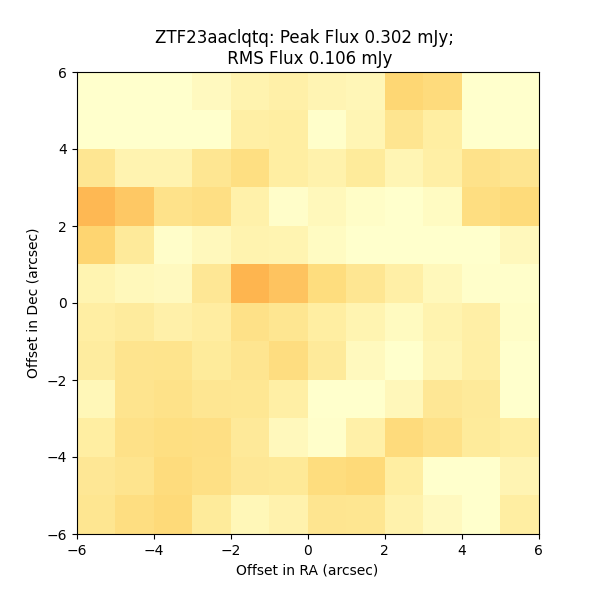 ZTF23aaclqtq: Peak Flux 0.302 mJy;
RMS Flux 0.106 mJy
6
4
2
0
−2
−4
−6
Offset in Dec (arcsec)
−6 −4 −2 0 2 4 6
Offset in RA (arcsec)